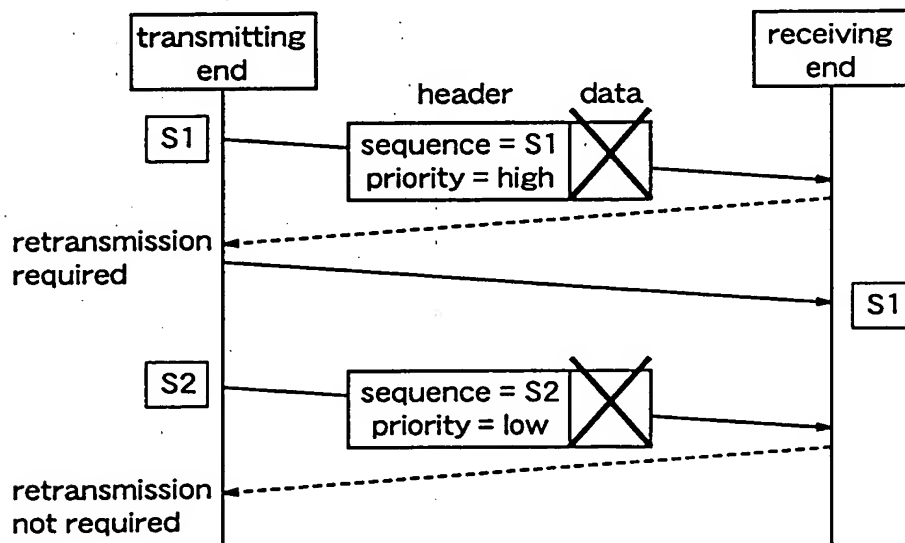 transmitting
end
receiving
end
header data
S1
sequence = S1
priority = high
retransmission
required
S1
S2
sequence = S2
priority = low
retransmission
not required